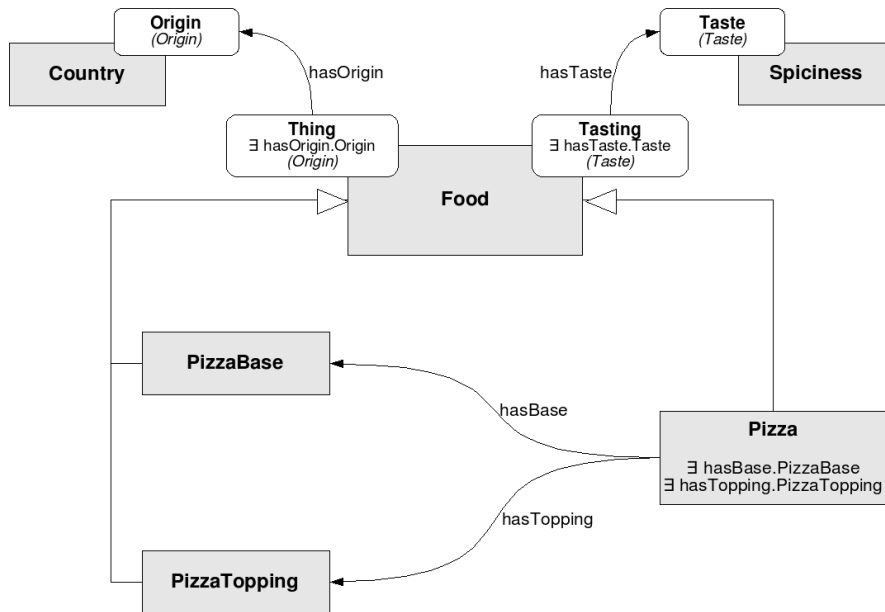 Origin
(Origin)
Country
hasOrigin
Taste
(Taste)
Spiciness
hasTaste
Thing
∃ hasOrigin.Origin
(Origin)
Tasting
∃ hasTaste.Taste
(Taste)
Food
PizzaBase
hasBase
Pizza
∃ hasBase.PizzaBase
∃ hasTopping.PizzaTopping
hasTopping
PizzaTopping